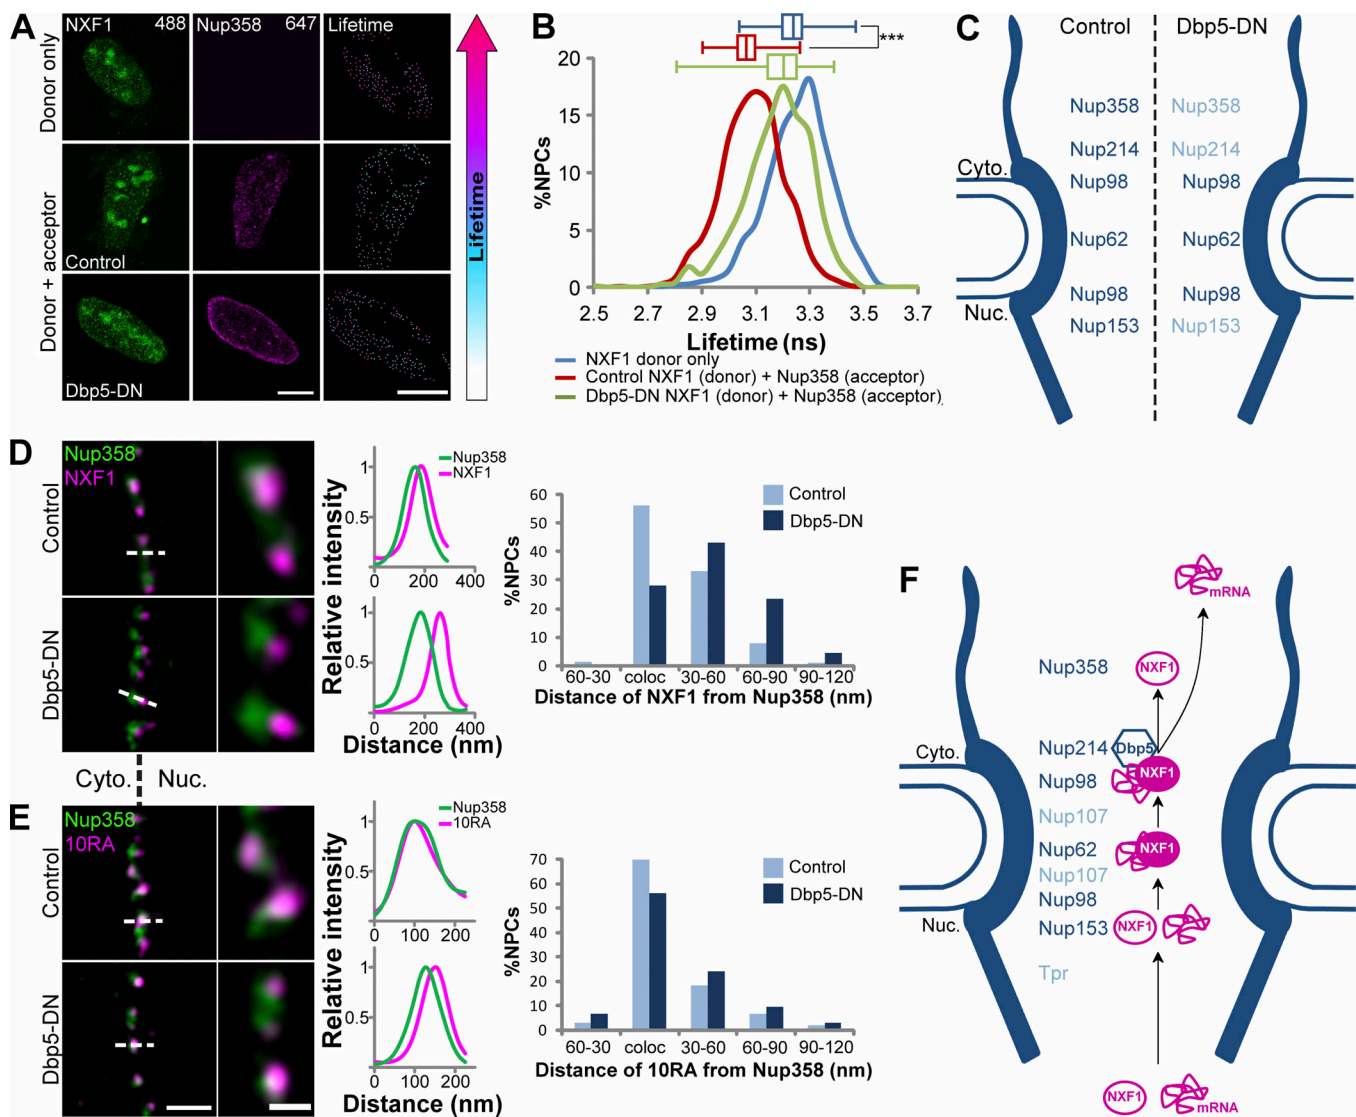 A
NXF1 488
Nup358 647
Lifetime
Donor only
Donor + acceptor
Control
Dbp5-DN
Lifetime
B
***
%NPCs
20
15
10
5
0
2.5 2.7 2.9 3.1 3.3 3.5 3.7
Lifetime (ns)
NXF1 donor only
Control NXF1 (donor) + Nup358 (acceptor)
Dbp5-DN NXF1 (donor) + Nup358 (acceptor).
C
Control Dbp5-DN
Nup358 Nup358
Nup214 Nup214
Cyto.
Nup98 Nup98
Nup62 Nup62
Nup98 Nup98
Nuc.
Nup153 Nup153
D
Nup358
NXF1
Control
Dbp5-DN
Cyto. Nuc.
Relative intensity
Nup358
NXF1
1
0.5
0 200 400
1
0.5
0
0 200 400
Distance (nm)
%NPCs
60
50
40
30
20
10
0
Control
Dbp5-DN
60-30 coloc 30-60 60-90 90-120
Distance of NXF1 from Nup358 (nm)
E
Nup358
10RA
Control
Dbp5-DN
Relative intensity
Nup358
10RA
1
0.5
0
0 100 200
1
0.5
0
0 100 200
Distance (nm)
%NPCs
70
60
50
40
30
20
10
0
Control
Dbp5-DN
60-30 coloc 30-60 60-90 90-120
Distance of 10RA from Nup358 (nm)
F
mRNA
Nup358
NXF1
Cyto.
Nup214
Dbp5
Nup98
NXF1
Nup107
Nup62
NXF1
Nup107
Nup98
Nuc.
Nup153
NXF1
Tpr
NXF1
mRNA